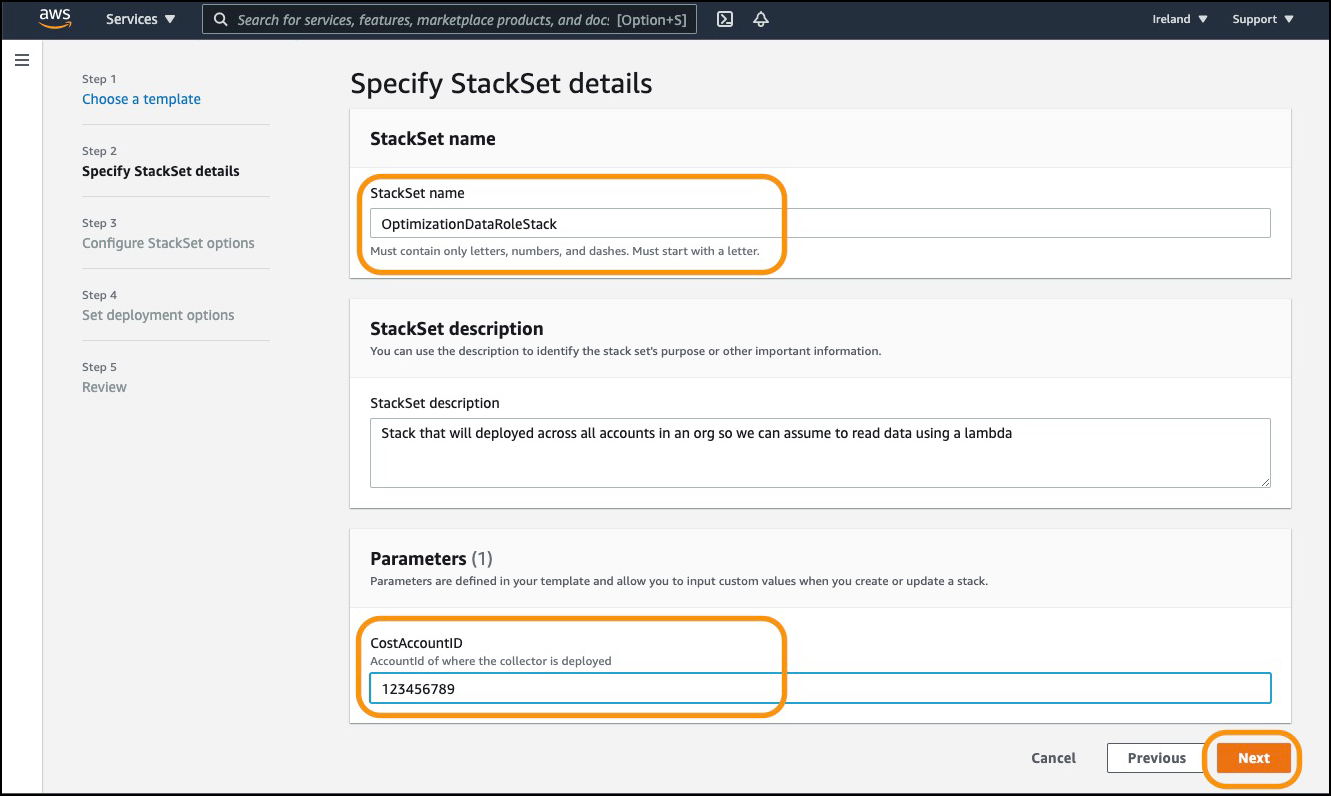 aws
Services ▼
Search for services, features, marketplace products, and docs [Option+S]
Ireland ▼
Support ▼
Step 1
Choose a template
Step 2
Specify StackSet details
Step 3
Configure StackSet options
Step 4
Set deployment options
Step 5
Review
Specify StackSet details
StackSet name
StackSet name
OptimizationDataRoleStack
Must contain only letters, numbers, and dashes. Must start with a letter.
StackSet description
You can use the description to identify the stack set's purpose or other important information.
StackSet description
Stack that will deployed across all accounts in an org so we can assume to read data using a lambda
Parameters (1)
Parameters are defined in your template and allow you to input custom values when you create or update a stack.
CostAccountID
AccountId of where the collector is deployed
123456789
Cancel
Previous
Next